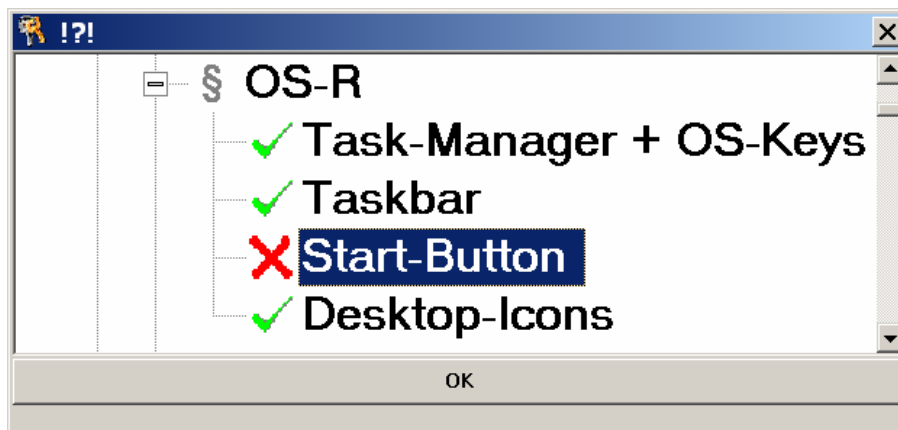 !?!
§ OS-R
Task-Manager + OS-Keys
Taskbar
Start-Button
Desktop-Icons
OK